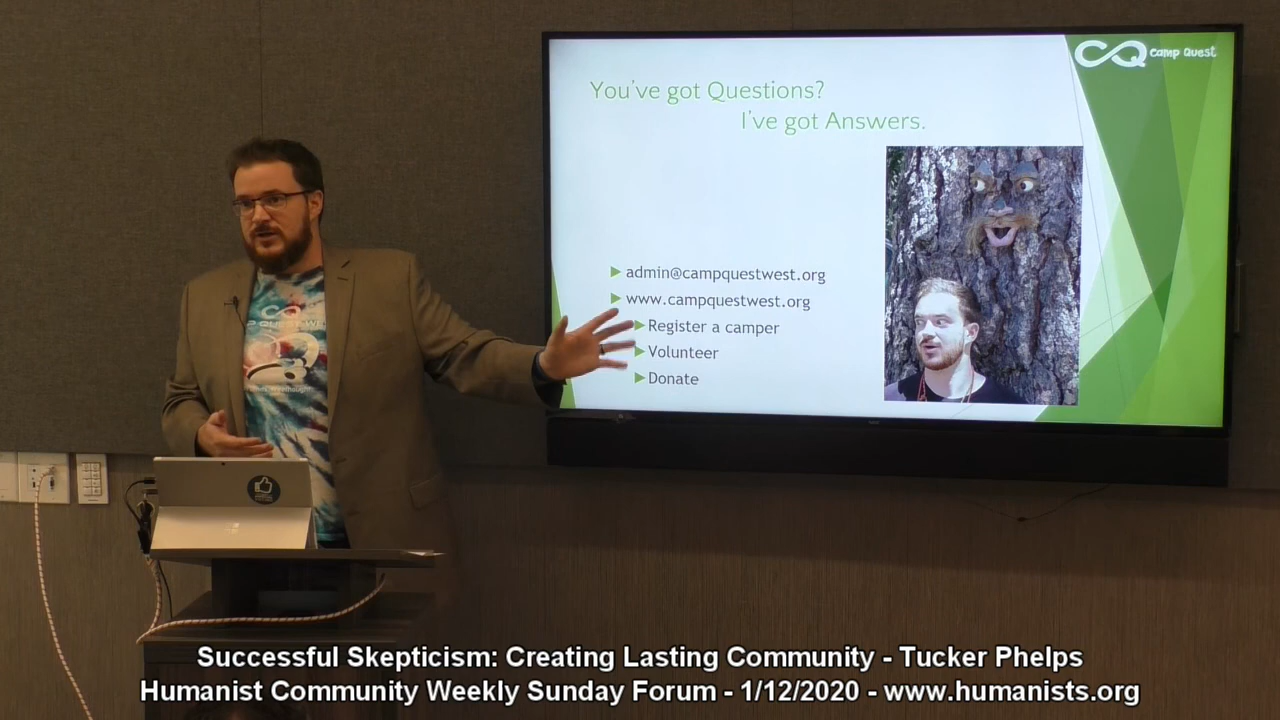 CQ Camp Quest
You've got Questions?
I've got Answers.
admin@campquestwest.org
www.campquestwest.org
Register a camper
Volunteer
Donate
Successful Skepticism: Creating Lasting Community - Tucker Phelps
Humanist Community Weekly Sunday Forum - 1/12/2020 - www.humanists.org